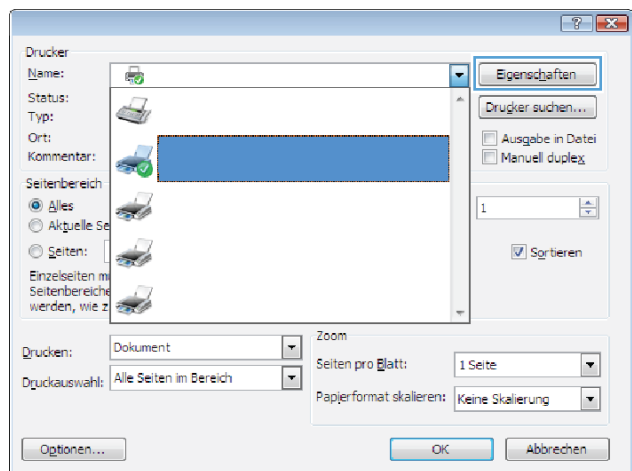 Drucker
Name:
Eigenschaften
Status:
Drucker suchen...
Typ:
Ort:
Ausgabe in Datei
Kommentar:
Manuell duplex
Seitenbereich
Alles
1
Aktuelle Se
Seiten:
Sortieren
Einzelseiten m
Seitenbereiche
werden, wie z
Zoom
Drucken:
Dokument
Seiten pro Blatt:
1 Seite
Druckauswahl:
Alle Seiten im Bereich
Papierformat skalieren:
Keine Skalierung
Optionen...
OK
Abbrechen